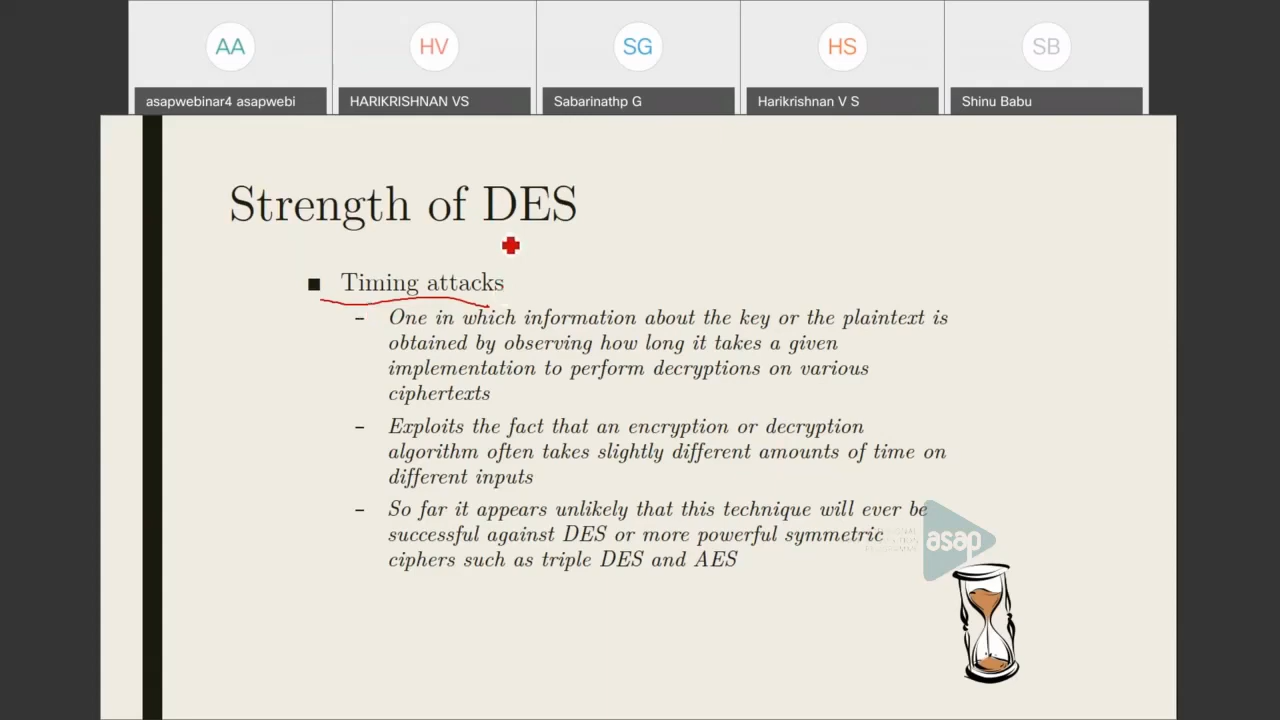 AA HV SG HS SB
asapwebinar4 asapwebi HARIKRISHNAN VS Sabarinathp G Harikrishnan V S Shinu Babu
Strength of DES
■ Timing attacks
– One in which information about the key or the plaintext is
obtained by observing how long it takes a given
implementation to perform decryptions on various
ciphertexts
– Exploits the fact that an encryption or decryption
algorithm often takes slightly different amounts of time on
different inputs
– So far it appears unlikely that this technique will ever be
successful against DES or more powerful symmetric
ciphers such as triple DES and AES
asap